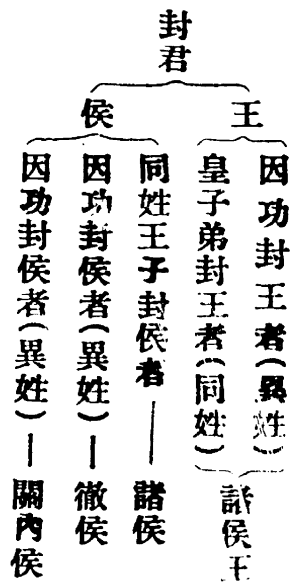 封君
王
侯
因功封王者(異姓)
皇子弟封王者(同姓)
諸侯王
同姓王子封侯者—諸侯
因功封侯者(異姓)—徹侯
因功封侯者(異姓)—關內侯